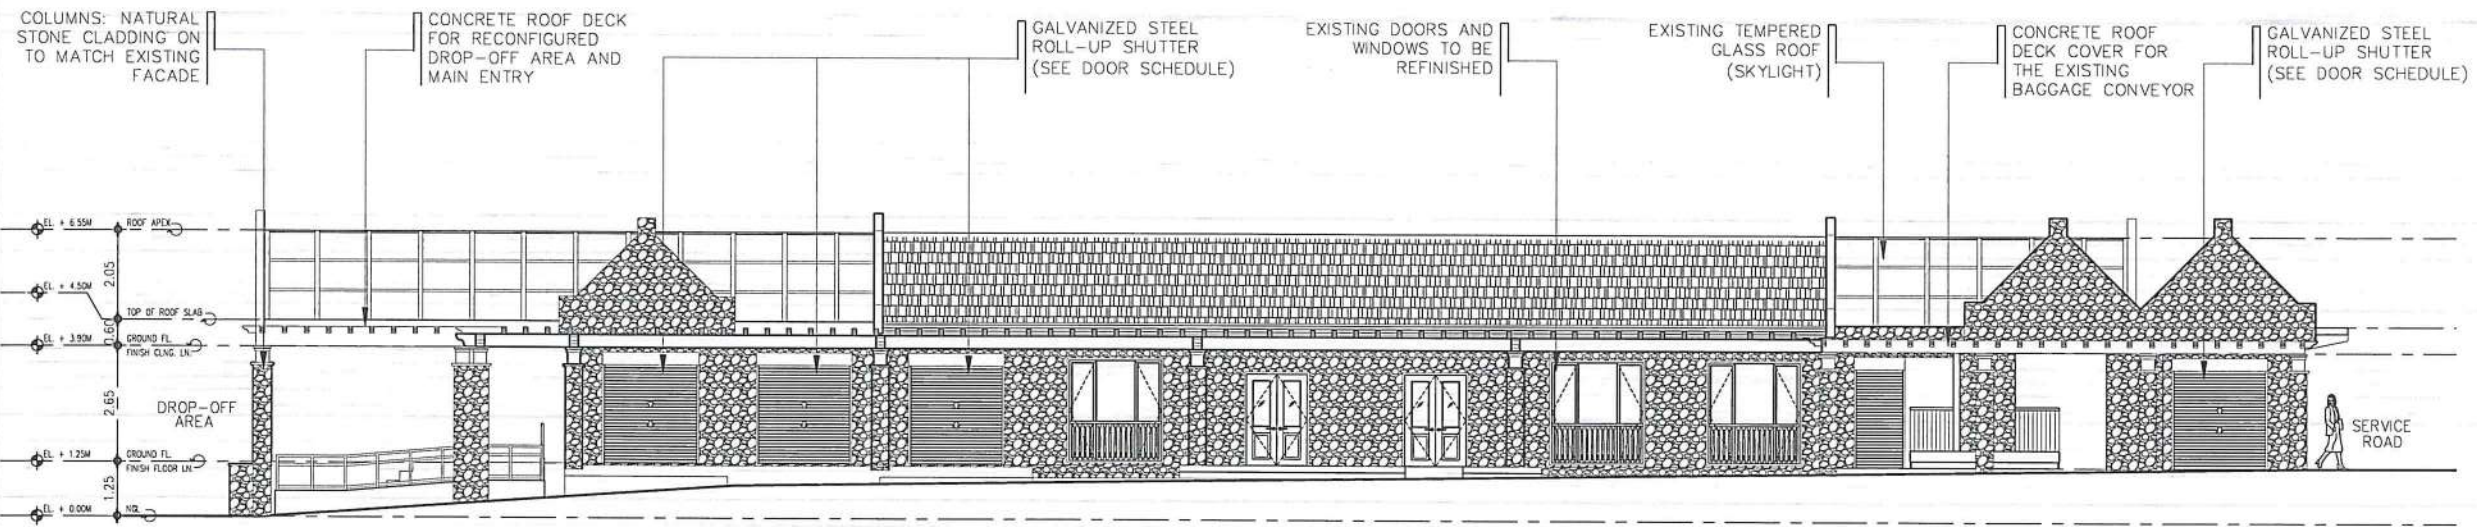 COLUMNS: NATURAL
STONE CLADDING ON
TO MATCH EXISTING
FACADE
CONCRETE ROOF DECK
FOR RECONFIGURED
DROP-OFF AREA AND
MAIN ENTRY
GALVANIZED STEEL
ROLL-UP SHUTTER
(SEE DOOR SCHEDULE)
EXISTING DOORS AND
WINDOWS TO BE
REFINISHED
EXISTING TEMPERED
GLASS ROOF
(SKYLIGHT)
CONCRETE ROOF
DECK COVER FOR
THE EXISTING
BAGGAGE CONVEYOR
GALVANIZED STEEL
ROLL-UP SHUTTER
(SEE DOOR SCHEDULE)
EL. + 6.55M
ROOF APEX
2.05
EL. + 4.50M
TOP OF ROOF SLAB
0.60
EL. + 3.90M
GROUND FL.
FINISH CLNG. LN.
2.65
DROP-OFF
AREA
EL. + 1.25M
GROUND FL.
FINISH FLOOR LN.
1.25
EL. + 0.00M
NGL
SERVICE
ROAD